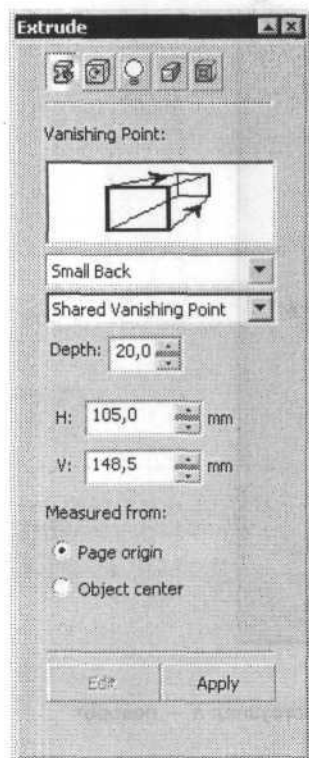 Extrude
Vanishing Point:
Small Back
Shared Vanishing Point
Depth: 20,0
H: 105,0 mm
V: 148,5 mm
Measured from:
Page origin
Object center
Edit Apply